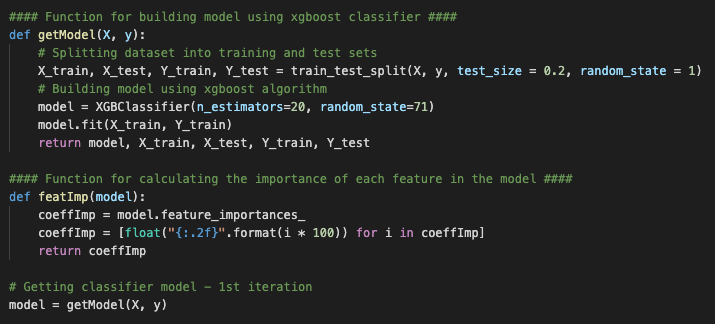 #### Function for building model using xgboost classifier ####
def getModel(X, y):
    # Splitting dataset into training and test sets
    X_train, X_test, Y_train, Y_test = train_test_split(X, y, test_size = 0.2, random_state = 1)
    # Building model using xgboost algorithm
    model = XGBClassifier(n_estimators=20, random_state=71)
    model.fit(X_train, Y_train)
    return model, X_train, X_test, Y_train, Y_test

#### Function for calculating the importance of each feature in the model ####
def featImp(model):
    coeffImp = model.feature_importances_
    coeffImp = [float("{:.2f}".format(i * 100)) for i in coeffImp]
    return coeffImp

# Getting classifier model - 1st iteration
model = getModel(X, y)